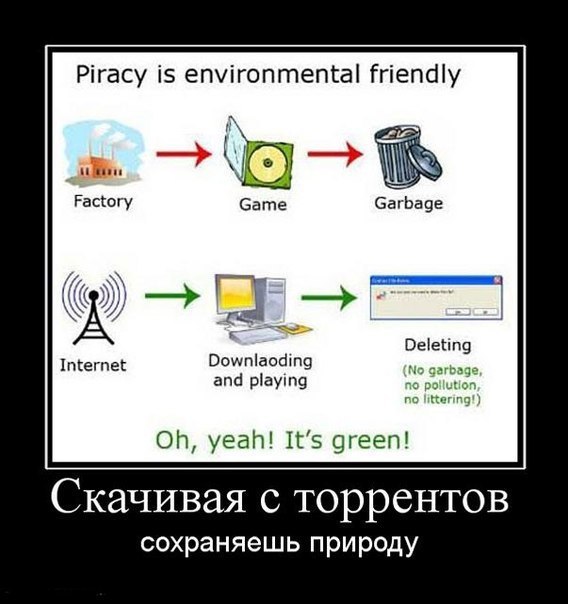 Piracy is environmental friendly
Factory
Game
Garbage
Internet
Downlaoding
and playing
Deleting
(No garbage,
no pollution,
no littering!)
Oh, yeah! It's green!
Скачивая с торрентов
сохраняешь природу